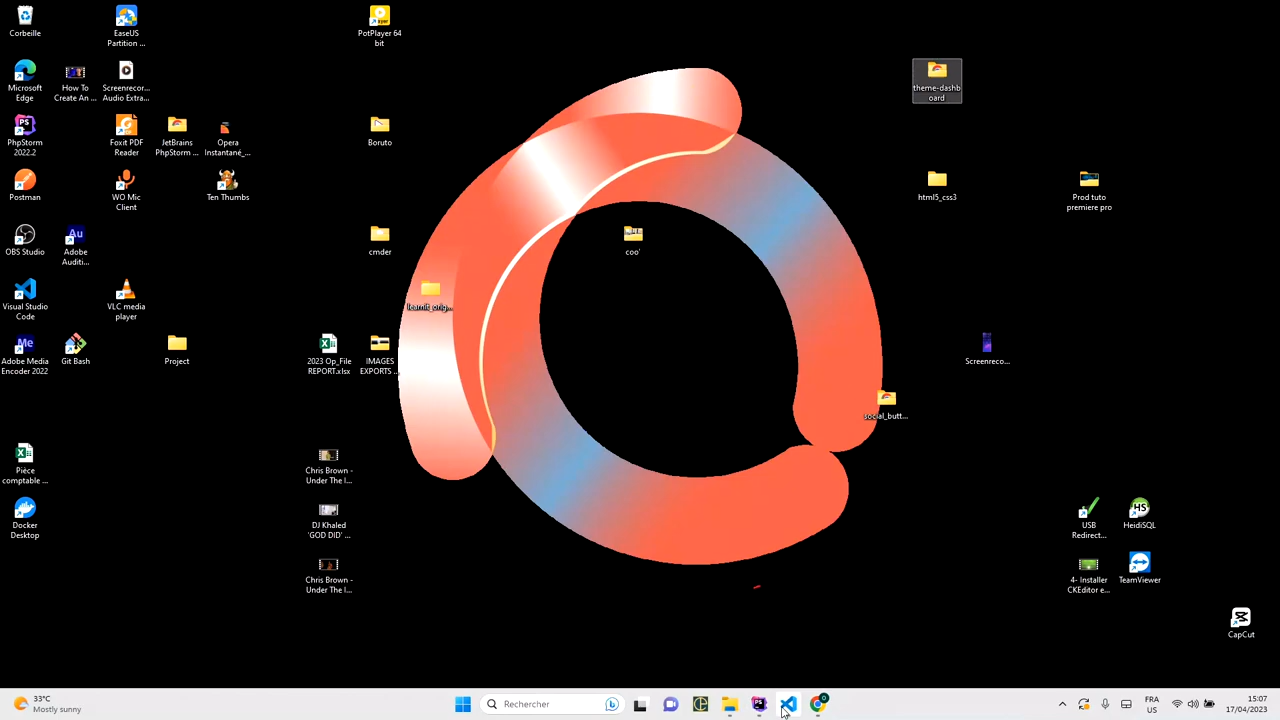 Corbeille
EaseUS
Partition ...
PotPlayer 64
bit
theme-dashb
oard
Microsoft
Edge
How To
Create An ...
Screenrecor...
Audio Extra...
PhpStorm
2022.2
Foxit PDF
Reader
JetBrains
PhpStorm ...
Opera
Instantané_...
Boruto
Postman
WO Mic
Client
Ten Thumbs
html5_css3
Prod tuto
premiere pro
OBS Studio
Adobe
Auditi...
cmder
coo'
Visual Studio
Code
VLC media
player
learnit_orig...
Adobe Media
Encoder 2022
Git Bash
Project
2023 Op_File
REPORT.xlsx
IMAGES
EXPORTS ...
Screenreco...
social_butt...
Pièce
comptable ...
Chris Brown -
Under The I...
Docker
Desktop
DJ Khaled
'GOD DID' ...
USB
Redirect...
HeidiSQL
Chris Brown -
Under The I...
4- Installer
CKEditor e...
TeamViewer
CapCut
33°C
Mostly sunny
Rechercher
FRA
US
15:07
17/04/2023